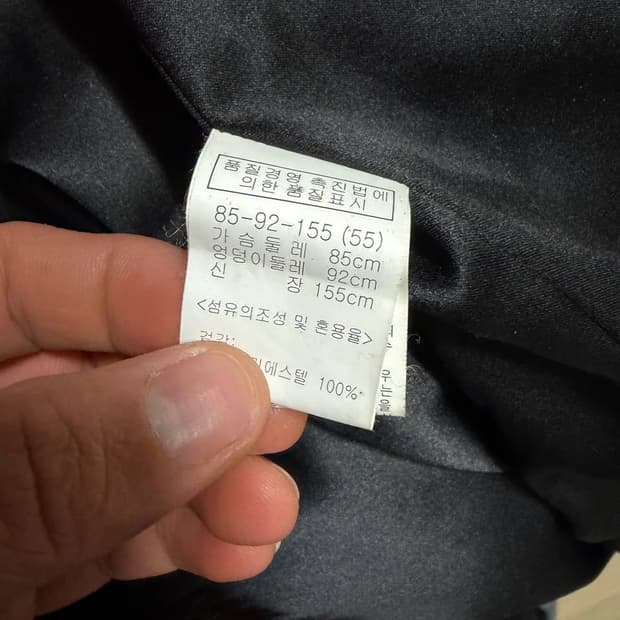 품질경영 촉진법에
의한 품질표시
85-92-155 (55)
가슴둘레 85cm
엉덩이둘레 92cm
신장 155cm
<섬유의조성 및 혼용율>
겉감:
에스텔 100%